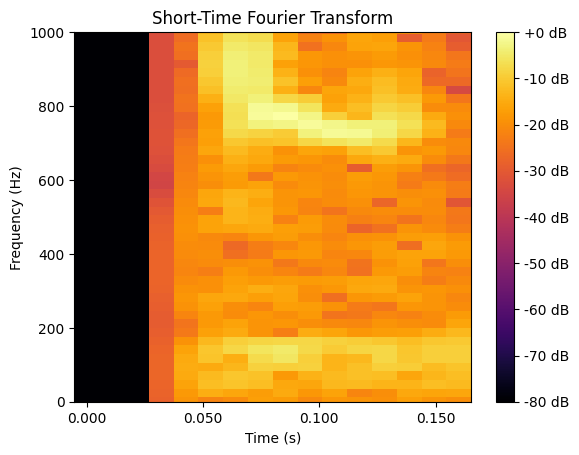 Short-Time Fourier Transform
1000
800
600
400
200
0
Frequency (Hz)
0.000
0.050
0.100
0.150
Time (s)
+0 dB
-10 dB
-20 dB
-30 dB
-40 dB
-50 dB
-60 dB
-70 dB
-80 dB